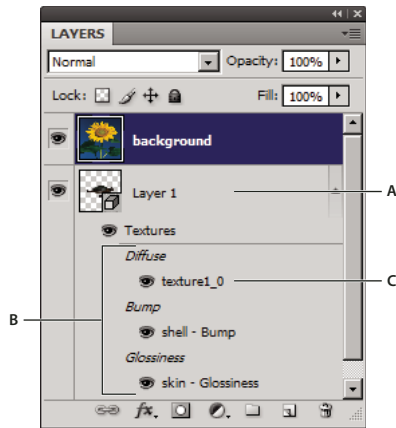 LAYERS
Normal Opacity: 100%
Lock: Fill: 100%
background
Layer 1
A
Textures
Diffuse
texture1_0
C
Bump
B
shell - Bump
Glossiness
skin - Glossiness
fx.